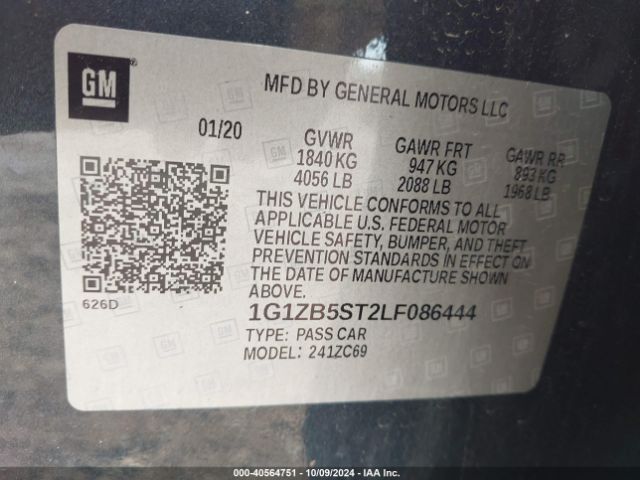 GM
MFD BY GENERAL MOTORS LLC
01/20
GVWR
1840 KG
4056 LB
GAWR FRT
947 KG
2088 LB
GAWR RR
893 KG
1968 LB
THIS VEHICLE CONFORMS TO ALL
APPLICABLE U.S. FEDERAL MOTOR
VEHICLE SAFETY, BUMPER, AND THEFT
PREVENTION STANDARDS IN EFFECT ON
THE DATE OF MANUFACTURE SHOWN
ABOVE.
626D
1G1ZB5ST2LF086444
TYPE: PASS CAR
MODEL: 241ZC69
Stock No: 40564751 | 10/09/2024 | IAA Inc.